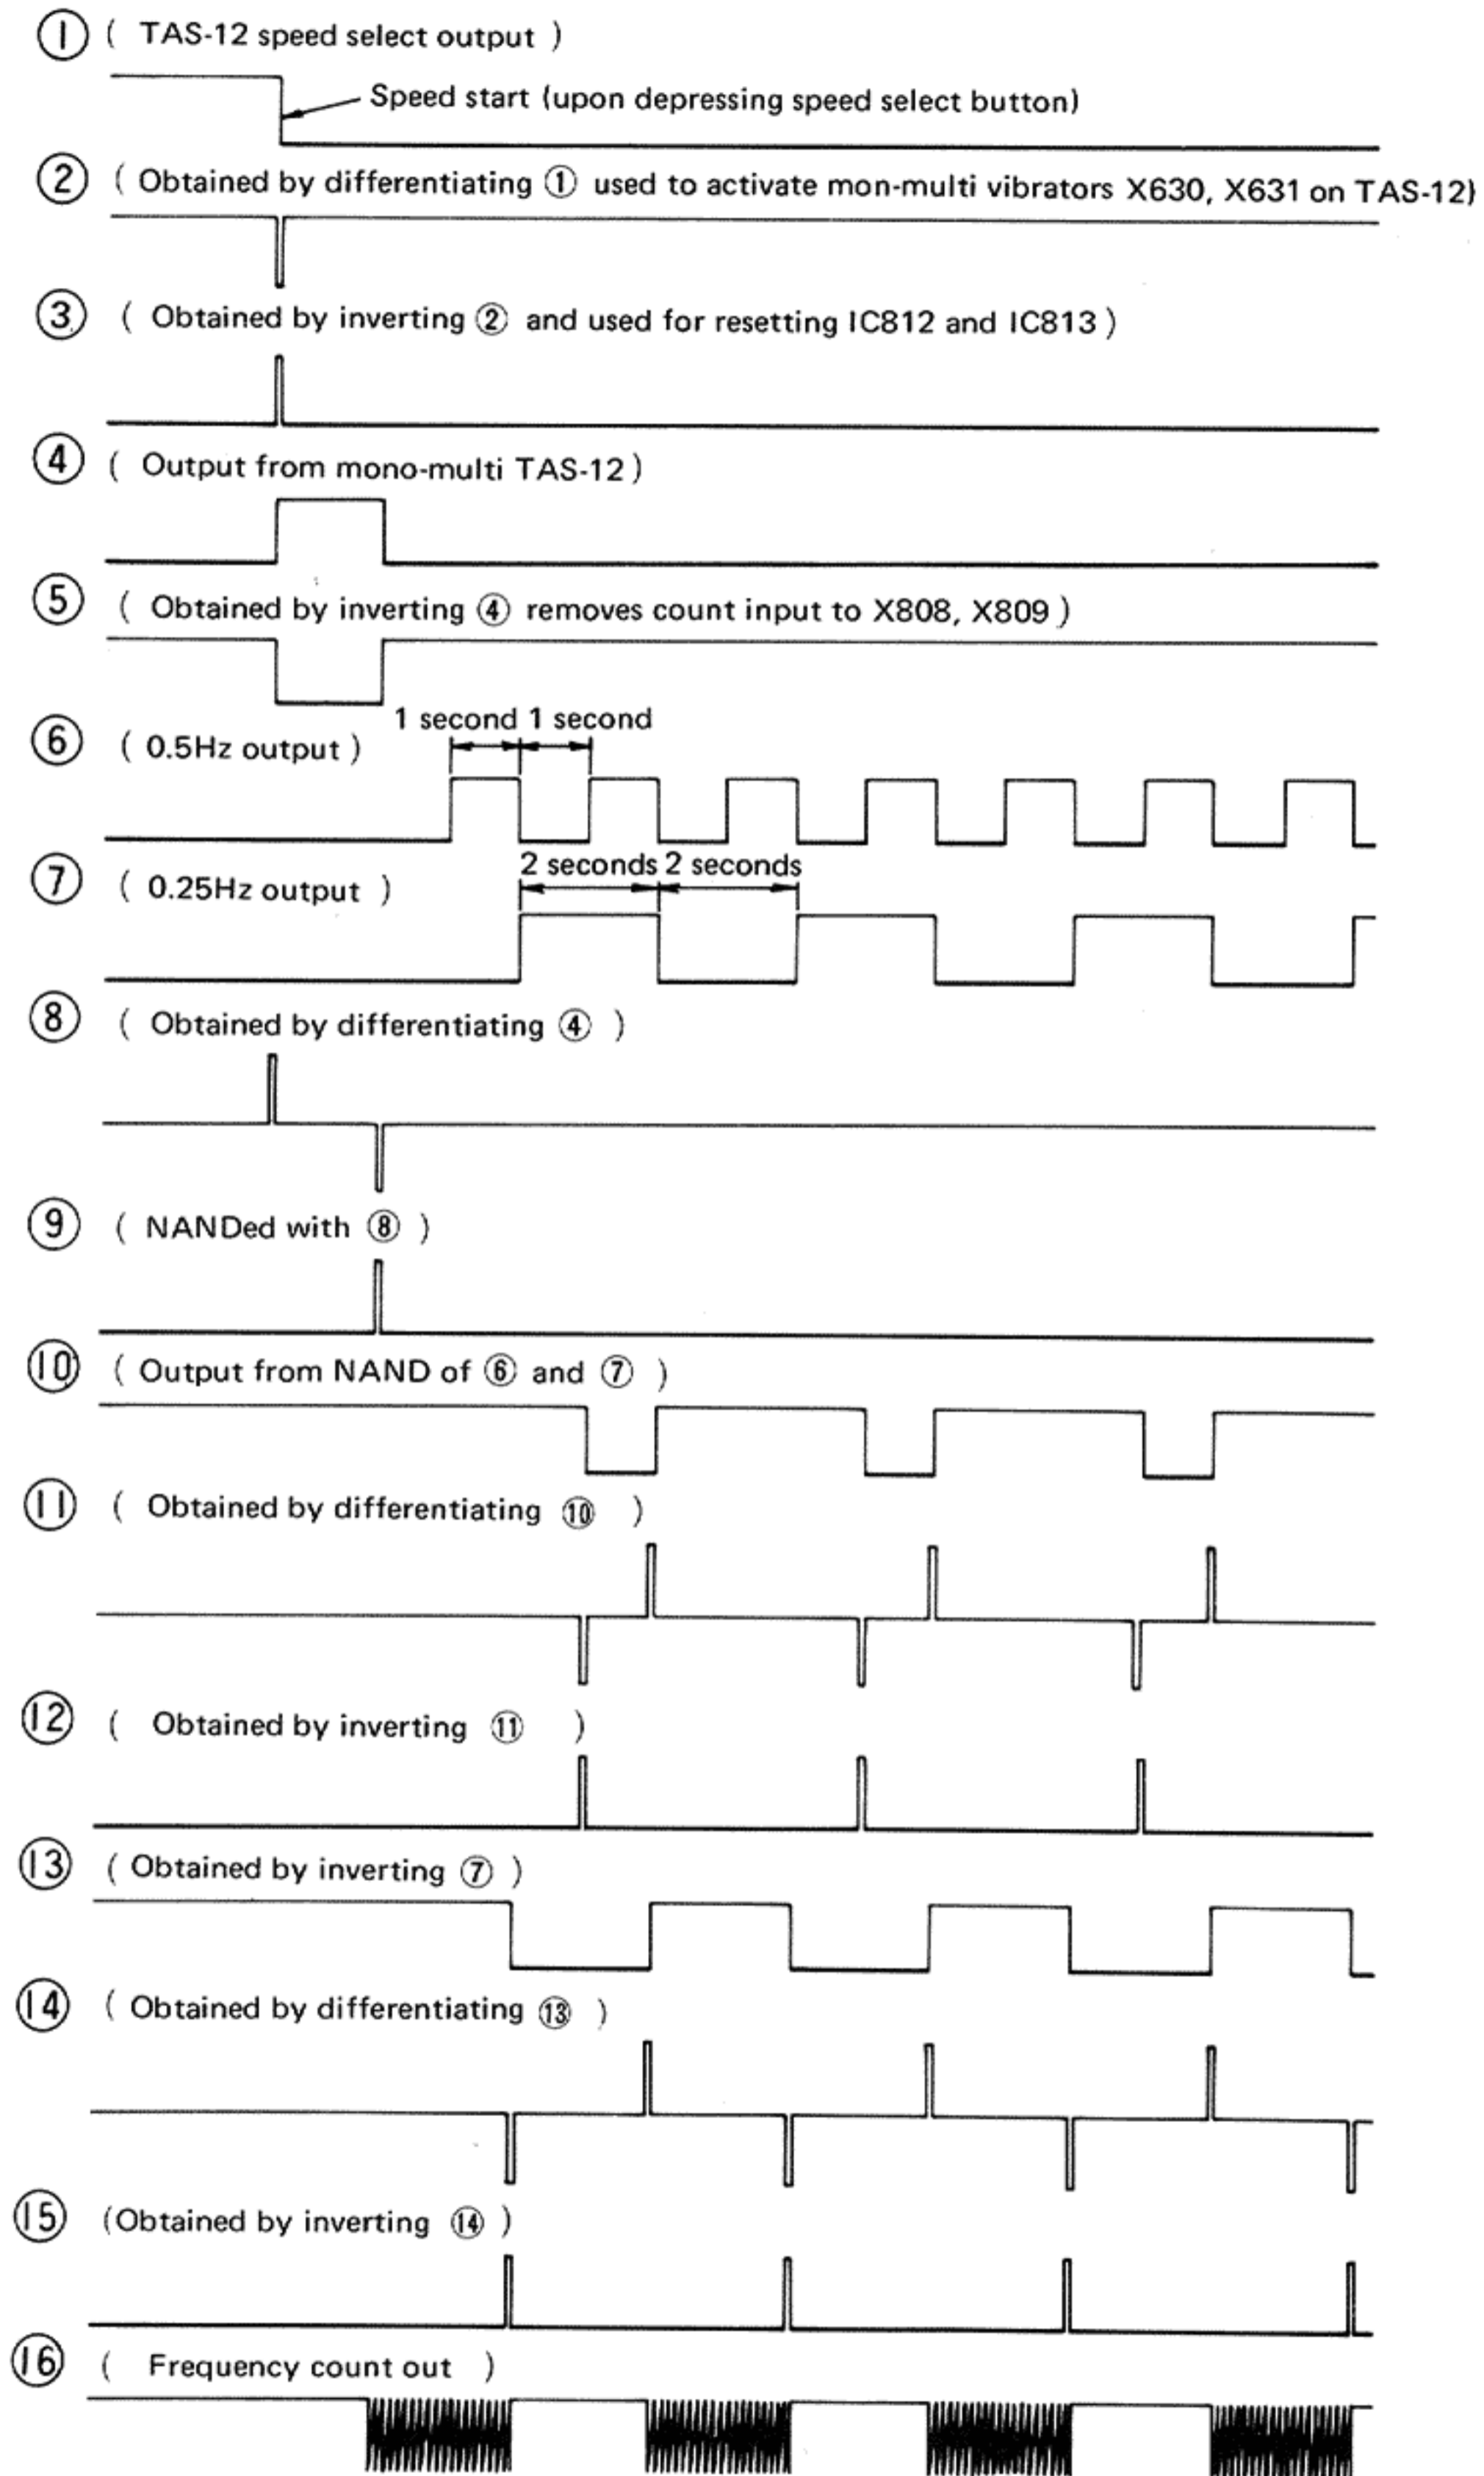 ① ( TAS-12 speed select output )
Speed start (upon depressing speed select button)
② ( Obtained by differentiating ① used to activate mon-multi vibrators X630, X631 on TAS-12)
③ ( Obtained by inverting ② and used for resetting IC812 and IC813 )
④ ( Output from mono-multi TAS-12 )
⑤ ( Obtained by inverting ④ removes count input to X808, X809 )
1 second 1 second
⑥ ( 0.5Hz output )
2 seconds 2 seconds
⑦ ( 0.25Hz output )
⑧ ( Obtained by differentiating ④ )
⑨ ( NANDed with ⑧ )
⑩ ( Output from NAND of ⑥ and ⑦ )
⑪ ( Obtained by differentiating ⑩ )
⑫ ( Obtained by inverting ⑪ )
⑬ ( Obtained by inverting ⑦ )
⑭ ( Obtained by differentiating ⑬ )
⑮ (Obtained by inverting ⑭ )
⑯ ( Frequency count out )